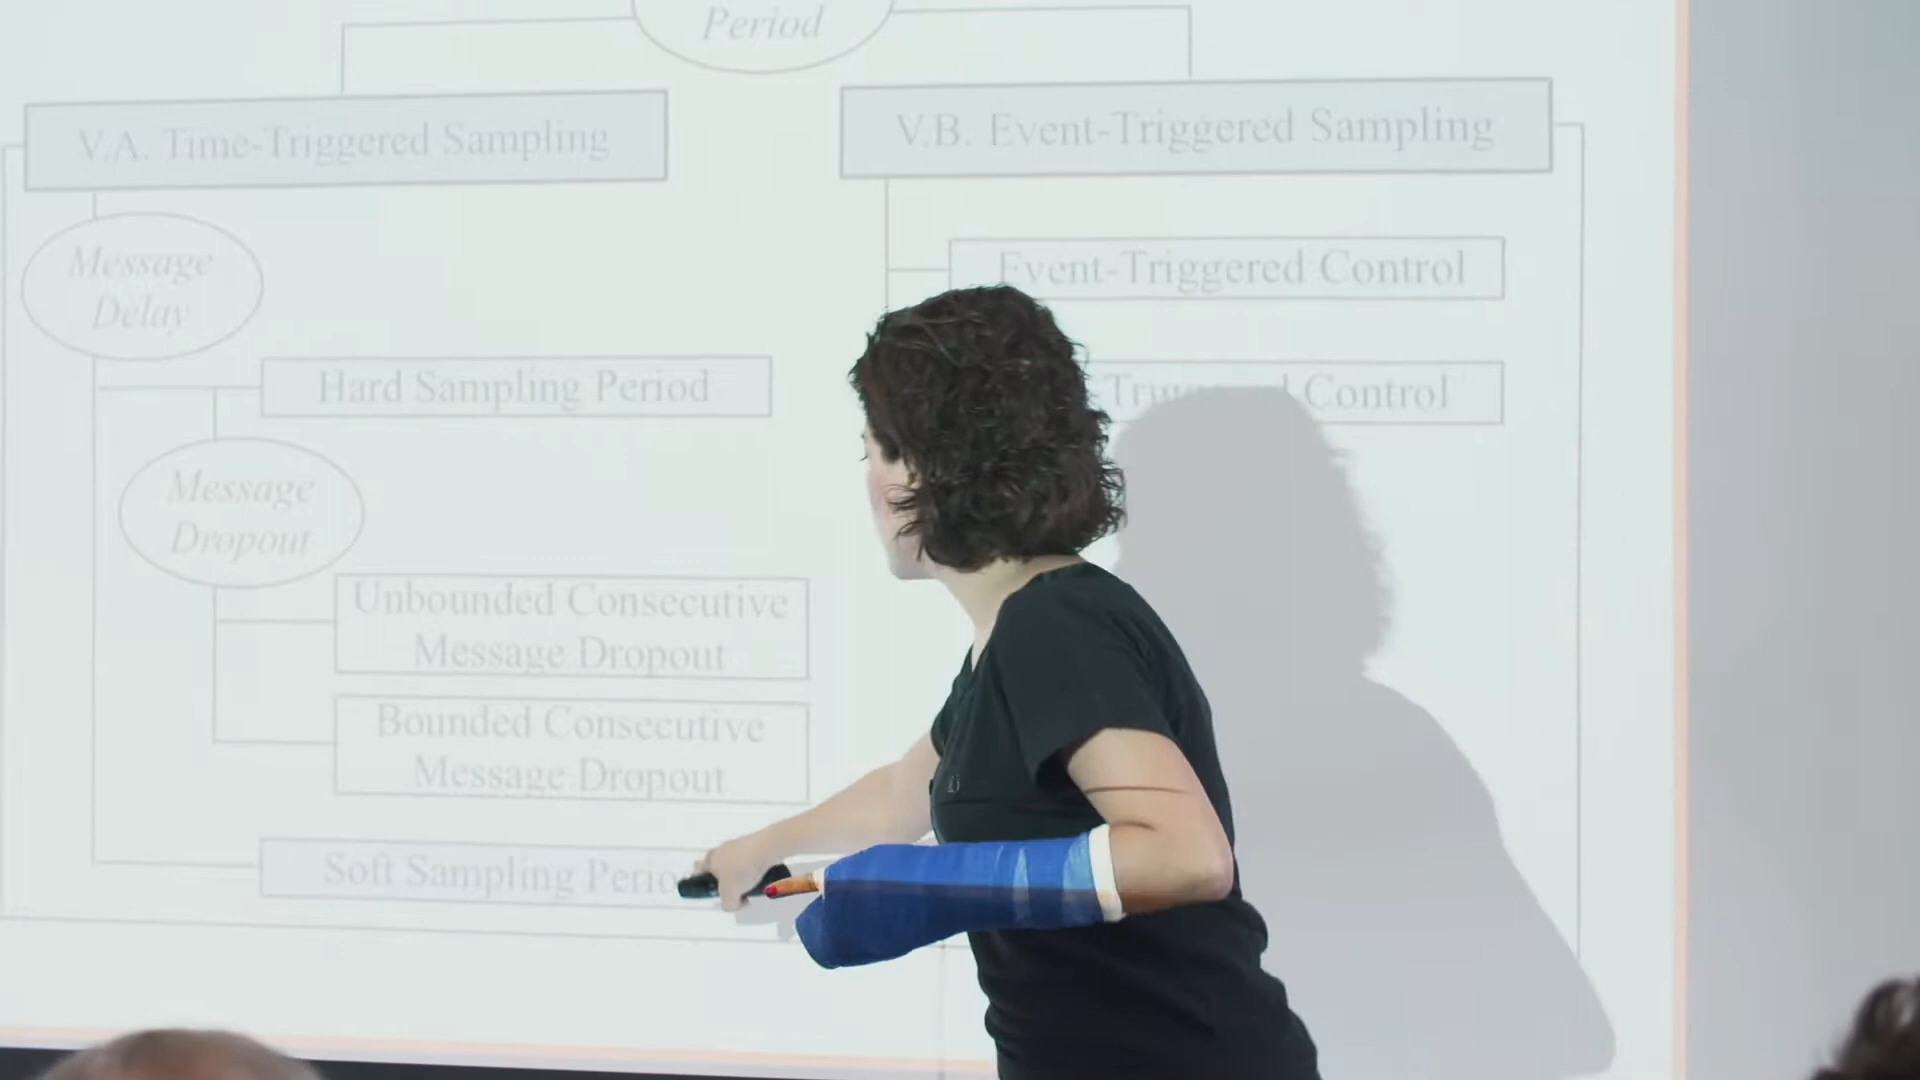 Period
V.A. Time-Triggered Sampling
V.B. Event-Triggered Sampling
Message
Delay
Event-Triggered Control
Hard Sampling Period
Control
Message
Dropout
Unbounded Consecutive
Message Dropout
Bounded Consecutive
Message Dropout
Soft Sampling Perio